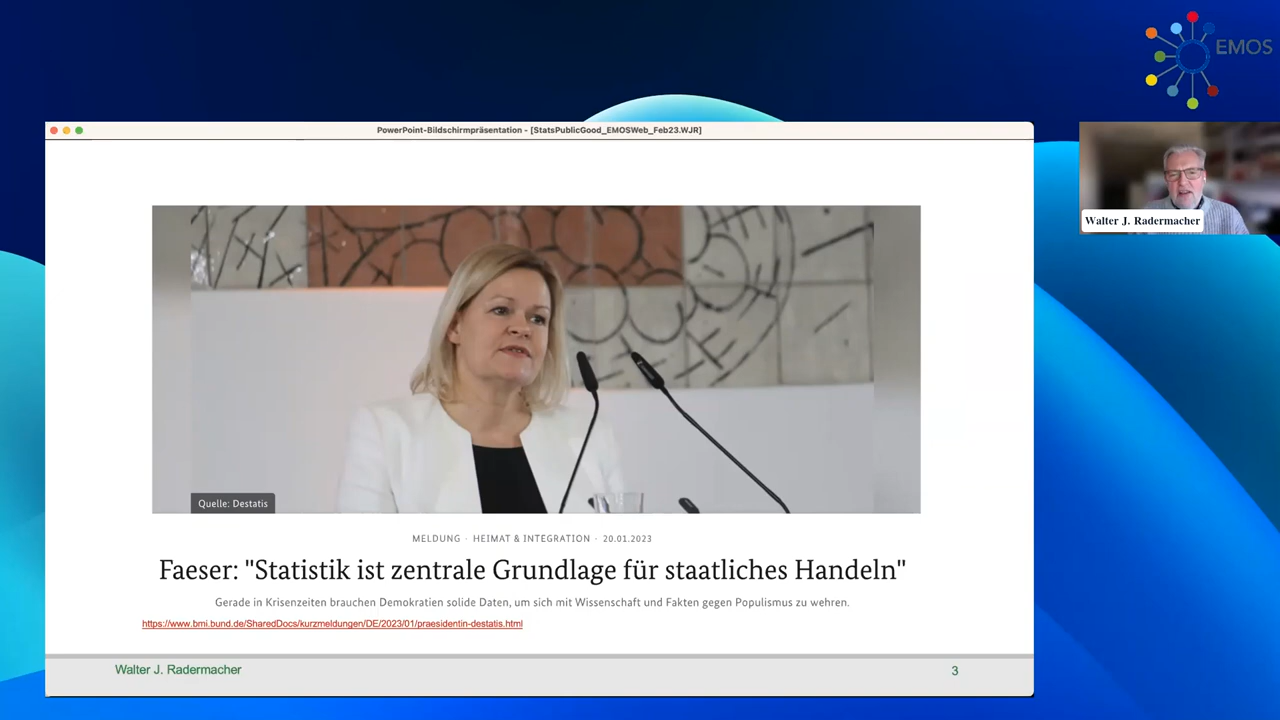 EMOS
PowerPoint-Bildschirmpräsentation - [StatsPublicGood_EMOSWeb_Feb23.WJR]
Walter J. Radermacher
Quelle: Destatis
MELDUNG · HEIMAT & INTEGRATION · 20.01.2023
Faeser: "Statistik ist zentrale Grundlage für staatliches Handeln"
Gerade in Krisenzeiten brauchen Demokratien solide Daten, um sich mit Wissenschaft und Fakten gegen Populismus zu wehren.
https://www.bmi.bund.de/SharedDocs/kurzmeldungen/DE/2023/01/praesidentin-destatis.html
Walter J. Radermacher
3